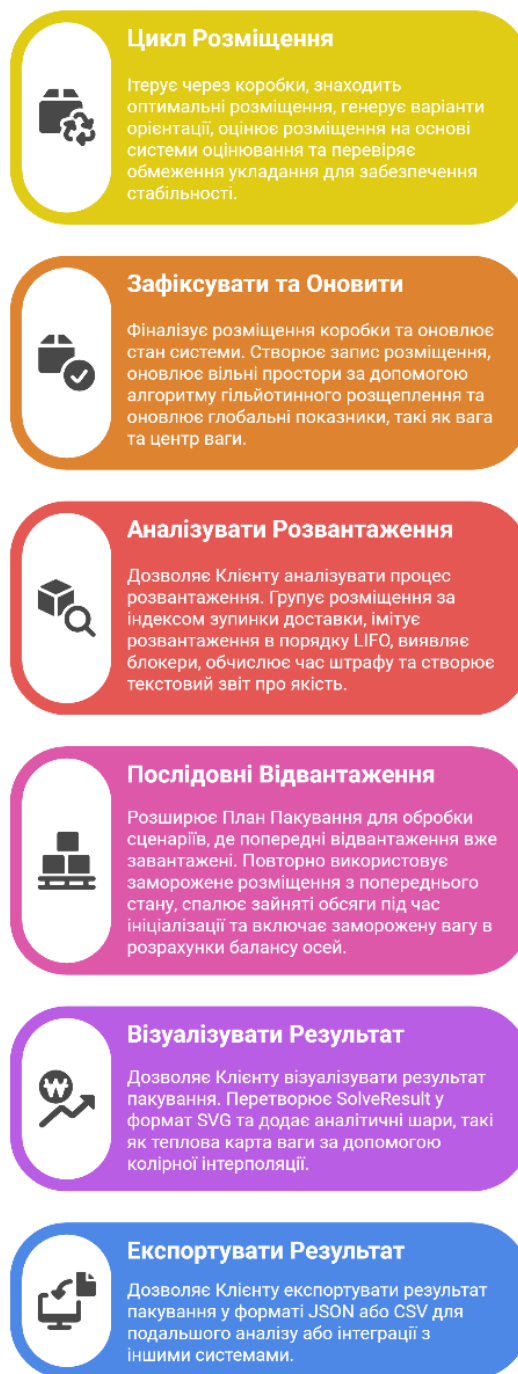 Цикл Розміщення
Ітерує через коробки, знаходить
оптимальні розміщення, генерує варіанти
орієнтації, оцінює розміщення на основі
системи оцінювання та перевіряє
обмеження укладання для забезпечення
стабільності.
Зафіксувати та Оновити
Фіналізує розміщення коробки та оновлює
стан системи. Створює запис розміщення,
оновлює вільні простори за допомогою
алгоритму гільйотинного розщеплення та
оновлює глобальні показники, такі як вага
та центр ваги.
Аналізувати Розвантаження
Дозволяє Клієнту аналізувати процес
розвантаження. Групує розміщення за
індексом зупинки доставки, імітує
розвантаження в порядку LIFO, виявляє
блокери, обчислює час штрафу та створює
текстовий звіт про якість.
Послідовні Відвантаження
Розширює План Пакування для обробки
сценаріїв, де попередні відвантаження вже
завантажені. Повторно використовує
заморожене розміщення з попереднього
стану, спалює зайняті обсяги під час
ініціалізації та включає заморожену вагу в
розрахунки балансу осей.
Візуалізувати Результат
Дозволяє Клієнту візуалізувати результат
пакування. Перетворює SolveResult у
формат SVG та додає аналітичні шари, такі
як теплова карта ваги за допомогою
колірної інтерполяції.
Експортувати Результат
Дозволяє Клієнту експортувати результат
пакування у форматі JSON або CSV для
подальшого аналізу або інтеграції з
іншими системами.